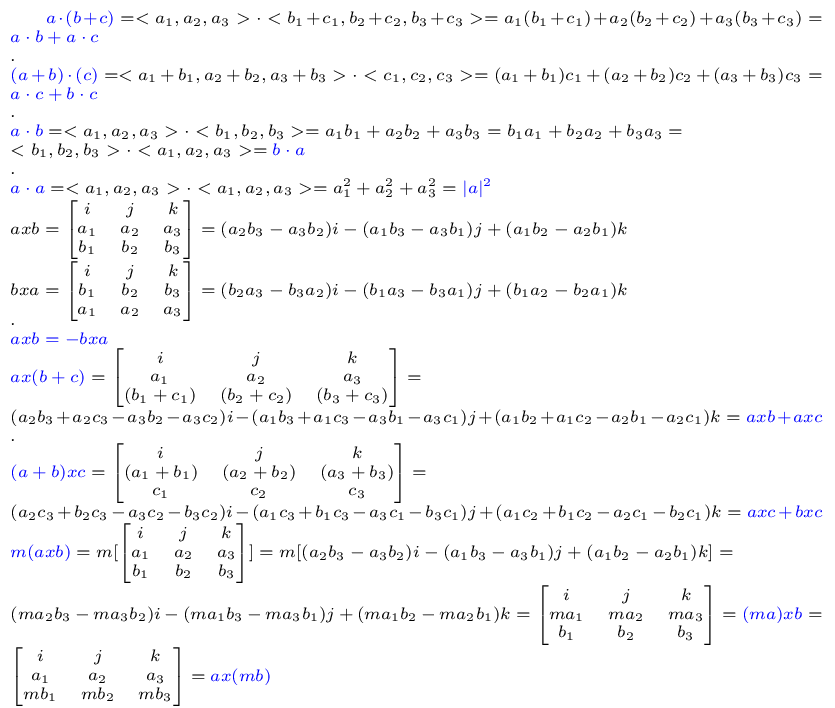 a · (b + c) =< a₁, a₂, a₃ > · < b₁ + c₁, b₂ + c₂, b₃ + c₃ >= a₁(b₁ + c₁) + a₂(b₂ + c₂) + a₃(b₃ + c₃) =
a · b + a · c
.
(a + b) · (c) =< a₁ + b₁, a₂ + b₂, a₃ + b₃ > · < c₁, c₂, c₃ >= (a₁ + b₁)c₁ + (a₂ + b₂)c₂ + (a₃ + b₃)c₃ =
a · c + b · c
.
a · b =< a₁, a₂, a₃ > · < b₁, b₂, b₃ >= a₁b₁ + a₂b₂ + a₃b₃ = b₁a₁ + b₂a₂ + b₃a₃ =
< b₁, b₂, b₃ > · < a₁, a₂, a₃ >= b · a
.
a · a =< a₁, a₂, a₃ > · < a₁, a₂, a₃ >= a₁² + a₂² + a₃² = |a|²
axb = [i j k; a₁ a₂ a₃; b₁ b₂ b₃] = (a₂b₃ − a₃b₂)i − (a₁b₃ − a₃b₁)j + (a₁b₂ − a₂b₁)k
bxa = [i j k; b₁ b₂ b₃; a₁ a₂ a₃] = (b₂a₃ − b₃a₂)i − (b₁a₃ − b₃a₁)j + (b₁a₂ − b₂a₁)k
.
axb = −bxa
ax(b + c) = [i j k; a₁ a₂ a₃; (b₁ + c₁) (b₂ + c₂) (b₃ + c₃)] =
(a₂b₃ + a₂c₃ − a₃b₂ − a₃c₂)i − (a₁b₃ + a₁c₃ − a₃b₁ − a₃c₁)j + (a₁b₂ + a₁c₂ − a₂b₁ − a₂c₁)k = axb + axc
.
(a + b)xc = [i j k; (a₁ + b₁) (a₂ + b₂) (a₃ + b₃); c₁ c₂ c₃] =
(a₂c₃ + b₂c₃ − a₃c₂ − b₃c₂)i − (a₁c₃ + b₁c₃ − a₃c₁ − b₃c₁)j + (a₁c₂ + b₁c₂ − a₂c₁ − b₂c₁)k = axc + bxc
m(axb) = m[[i j k; a₁ a₂ a₃; b₁ b₂ b₃]] = m[(a₂b₃ − a₃b₂)i − (a₁b₃ − a₃b₁)j + (a₁b₂ − a₂b₁)k] =
(ma₂b₃ − ma₃b₂)i − (ma₁b₃ − ma₃b₁)j + (ma₁b₂ − ma₂b₁)k = [i j k; ma₁ ma₂ ma₃; b₁ b₂ b₃] = (ma)xb =
[i j k; a₁ a₂ a₃; mb₁ mb₂ mb₃] = ax(mb)